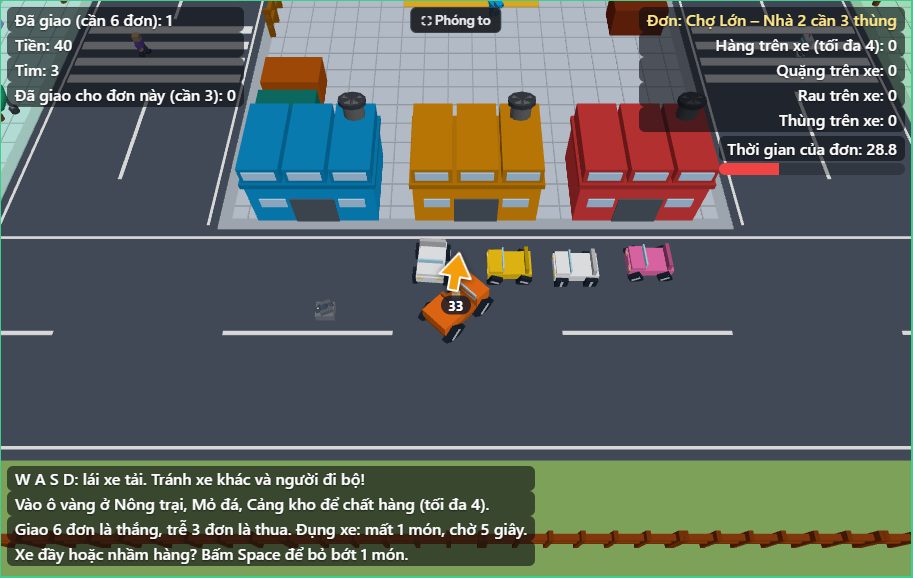 Đã giao (cần 6 đơn): 1
Tiền: 40
Tim: 3
Đã giao cho đơn này (cần 3): 0
Phóng to
Đơn: Chợ Lớn – Nhà 2 cần 3 thùng
Hàng trên xe (tối đa 4): 0
Quặng trên xe: 0
Rau trên xe: 0
Thùng trên xe: 0
Thời gian của đơn: 28.8
33
W A S D: lái xe tải. Tránh xe khác và người đi bộ!
Vào ô vàng ở Nông trại, Mỏ đá, Cảng kho để chất hàng (tối đa 4).
Giao 6 đơn là thắng, trễ 3 đơn là thua. Đụng xe: mất 1 món, chờ 5 giây.
Xe đầy hoặc nhầm hàng? Bấm Space để bỏ bớt 1 món.